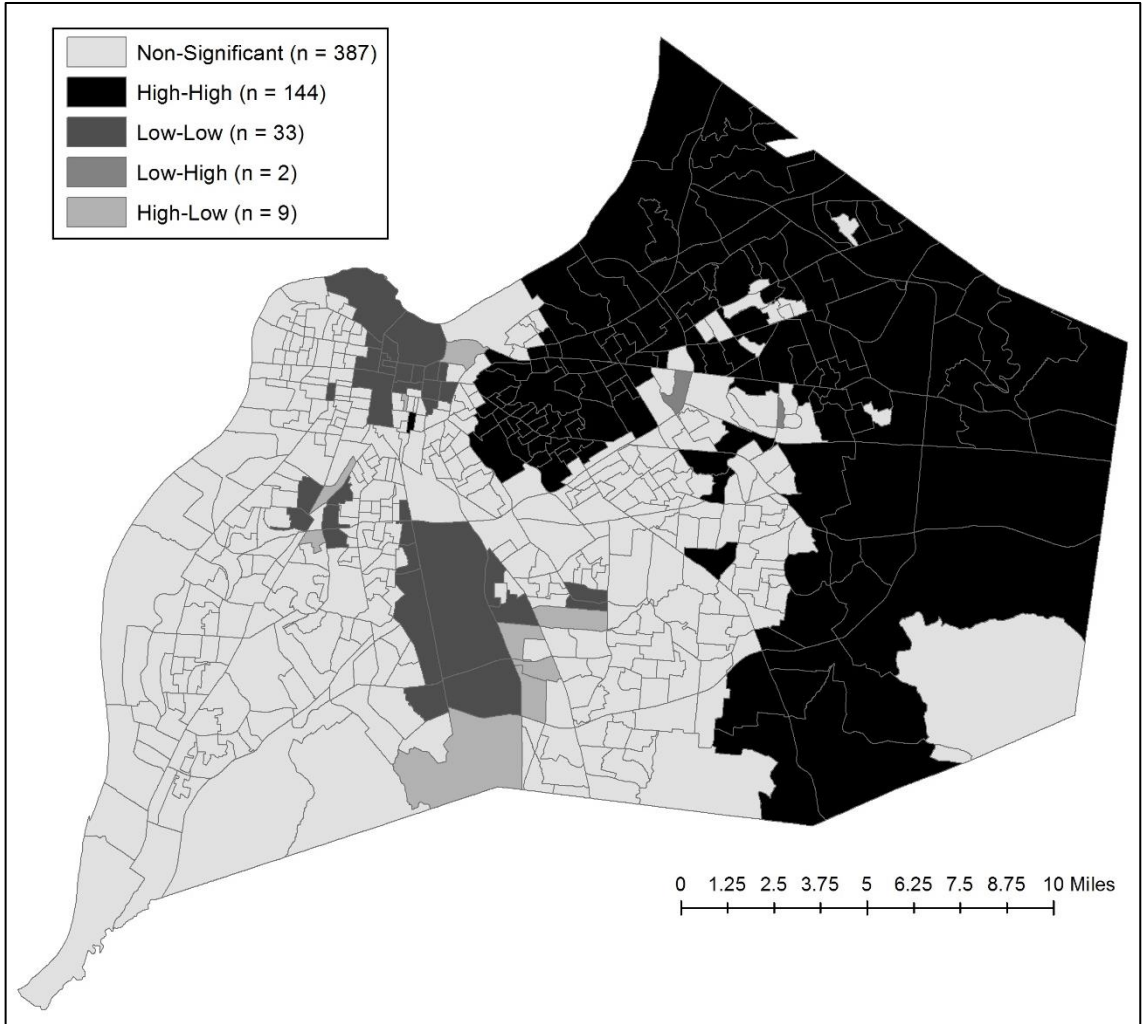 Non-Significant (n = 387)
High-High (n = 144)
Low-Low (n = 33)
Low-High (n = 2)
High-Low (n = 9)
0 1.25 2.5 3.75 5 6.25 7.5 8.75 10 Miles